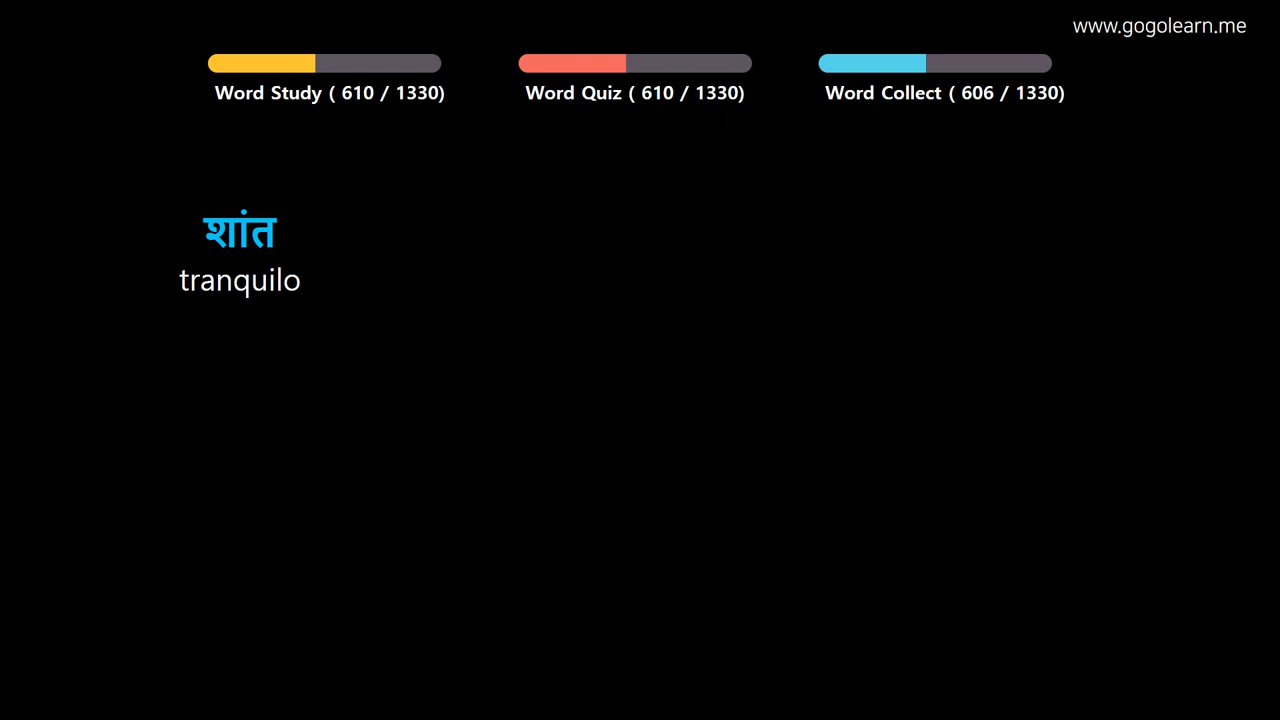 www.gogolearn.me
Word Study ( 610 / 1330)
Word Quiz ( 610 / 1330)
Word Collect ( 606 / 1330)
शांत
tranquilo